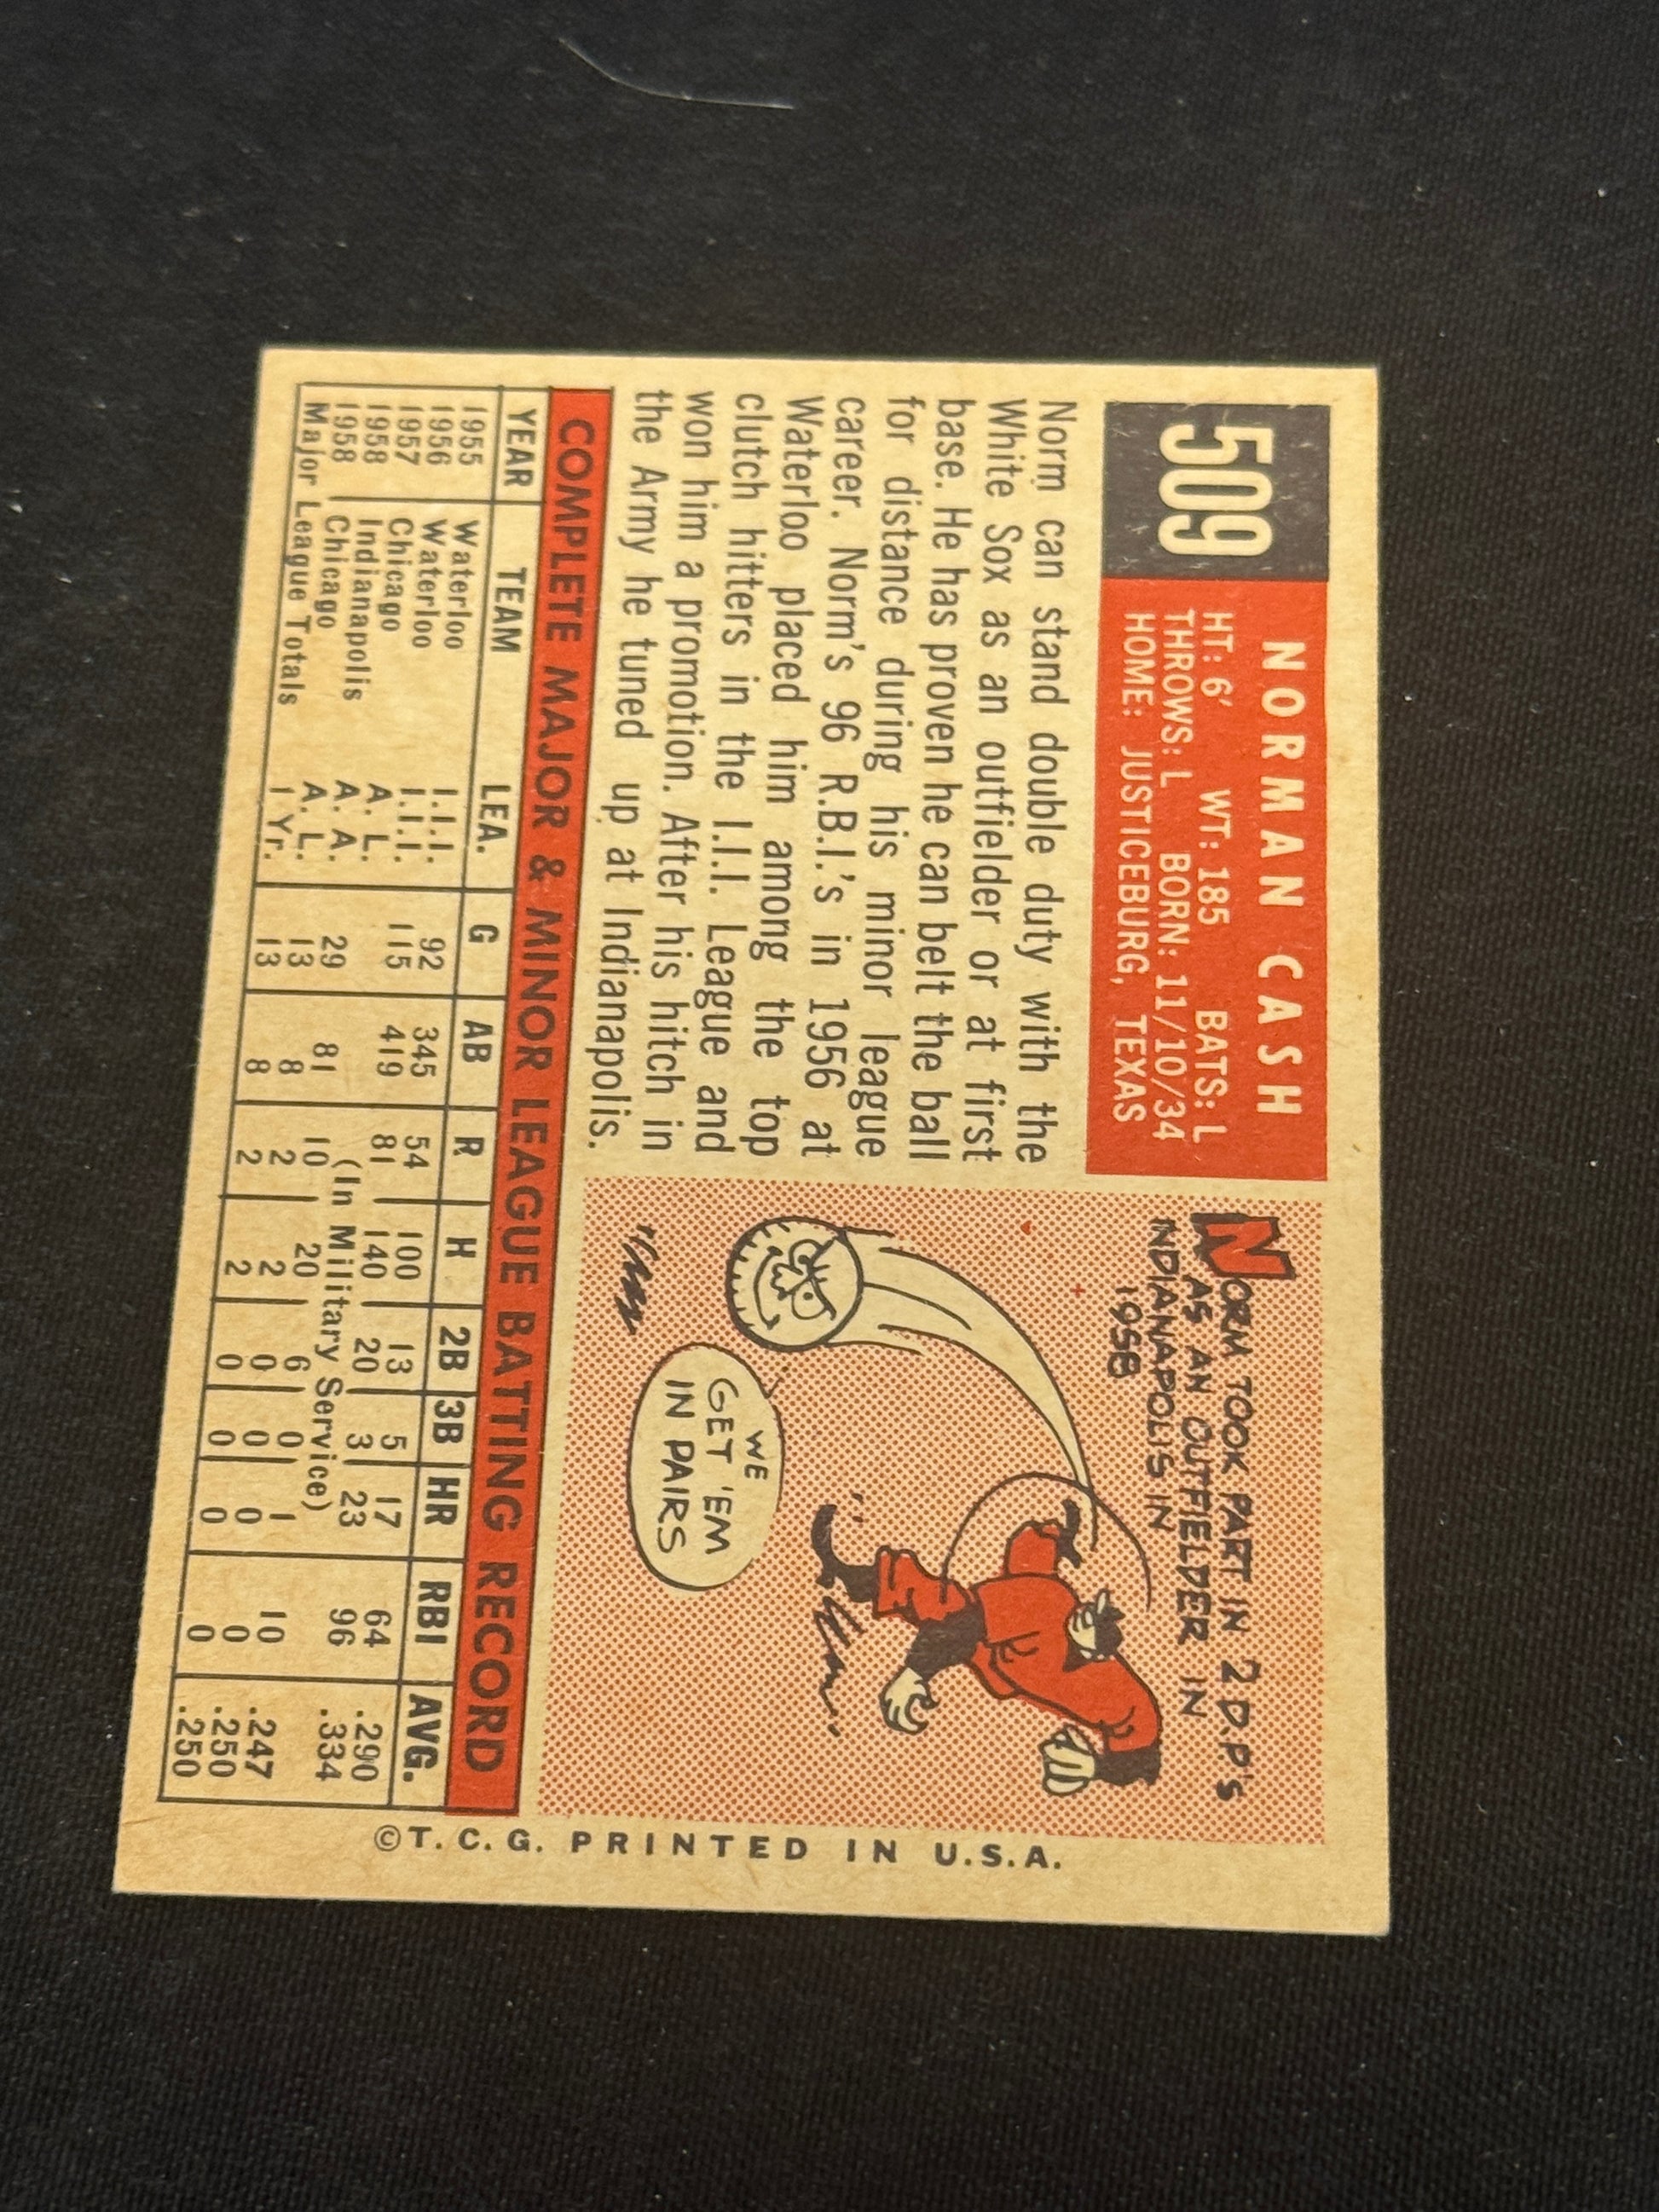 509
NORMAN CASH
HT: 6' WT: 185 BATS: L
THROWS: L BORN: 11/10/34
HOME: JUSTICEBURG, TEXAS
Norm can stand double duty with the
White Sox as an outfielder or at first
base. He has proven he can belt the ball
for distance during his minor league
career. Norm's 96 R.B.I.'s in 1956 at
Waterloo placed him among the top
clutch hitters in the I.I.I. League and
won him a promotion. After his hitch in
the Army he tuned up at Indianapolis.
NORM TOOK PART IN 2 D.P's
AS AN OUTFIELDER IN
INDIANAPOLIS IN
1958
WE
GET 'EM
IN PAIRS
COMPLETE MAJOR & MINOR LEAGUE BATTING RECORD
YEAR TEAM LEA. G AB R H 2B 3B HR RBI AVG.
1955 Waterloo I.I.I. 92 345 54 100 13 5 17 64 .290
1956 Waterloo I.I.I. 115 419 81 140 20 3 23 96 .334
1957 Chicago A. L. (In Military Service)
1958 Indianapolis A. A. 29 81 10 20 6 0 1 10 .247
1958 Chicago A. L. 13 8 2 2 0 0 0 0 .250
Major League Totals 1 Yr. 13 8 2 2 0 0 0 0 .250
©T. C. G. PRINTED IN U.S.A.